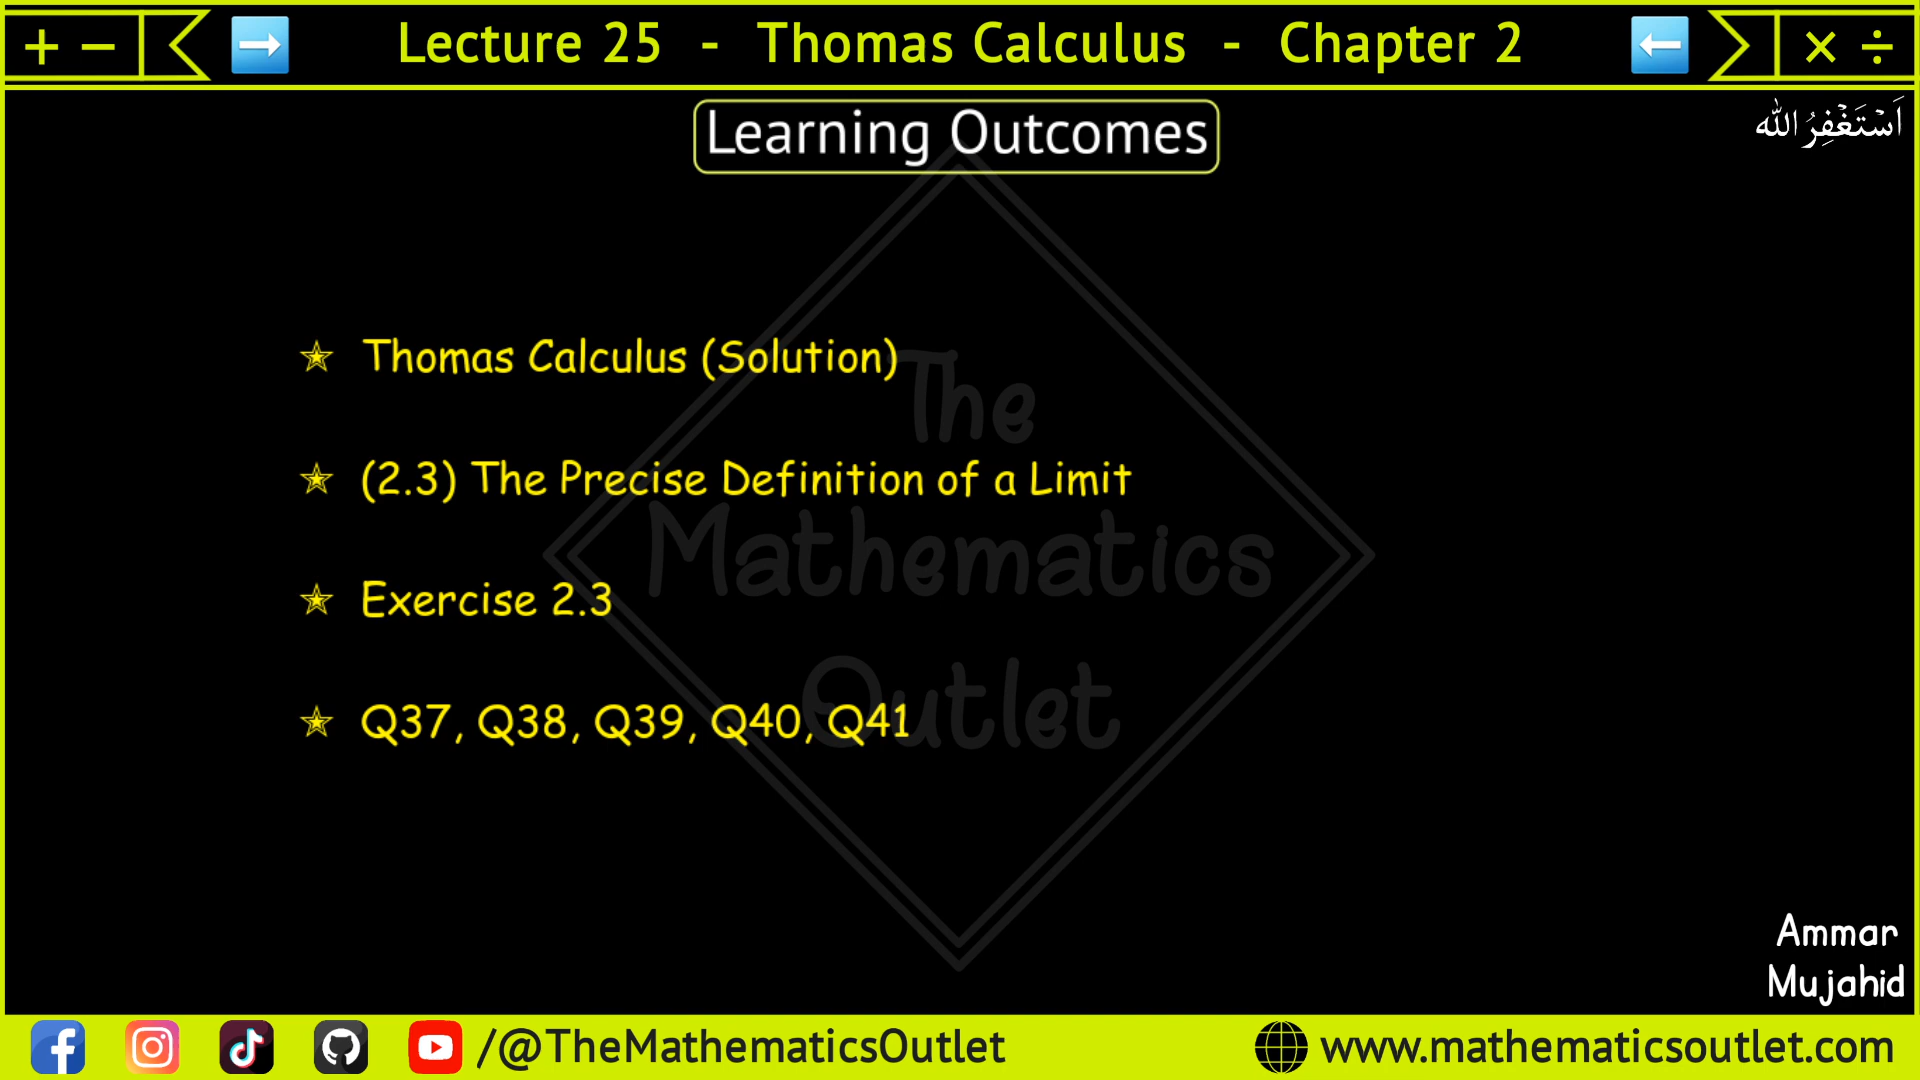 + − Lecture 25 - Thomas Calculus - Chapter 2 × ÷
Learning Outcomes
اَسْتَغْفِرُ اللّٰه
Thomas Calculus (Solution)
(2.3) The Precise Definition of a Limit
Exercise 2.3
Q37, Q38, Q39, Q40, Q41
The
Mathematics
Outlet
Ammar
Mujahid
/@TheMathematicsOutlet www.mathematicsoutlet.com